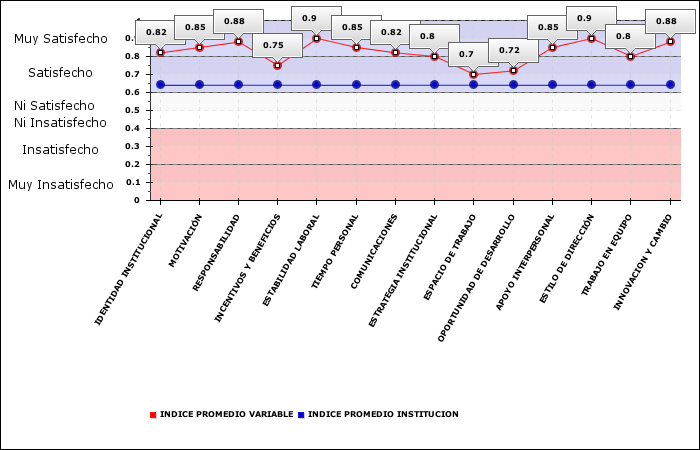 1
Muy Satisfecho
0.9
0.8
Satisfecho
0.7
0.6
Ni Satisfecho
0.5
Ni Insatisfecho
0.4
Insatisfecho
0.3
0.2
Muy Insatisfecho
0.1
0
0.82
0.85
0.88
0.75
0.9
0.85
0.82
0.8
0.7
0.72
0.85
0.9
0.8
0.88
IDENTIDAD INSTITUCIONAL
MOTIVACIÓN
RESPONSABILIDAD
INCENTIVOS Y BENEFICIOS
ESTABILIDAD LABORAL
TIEMPO PERSONAL
COMUNICACIONES
ESTRATEGIA INSTITUCIONAL
ESPACIO DE TRABAJO
OPORTUNIDAD DE DESARROLLO
APOYO INTERPERSONAL
ESTILO DE DIRECCIÓN
TRABAJO EN EQUIPO
INNOVACION Y CAMBIO
INDICE PROMEDIO VARIABLE
INDICE PROMEDIO INSTITUCION